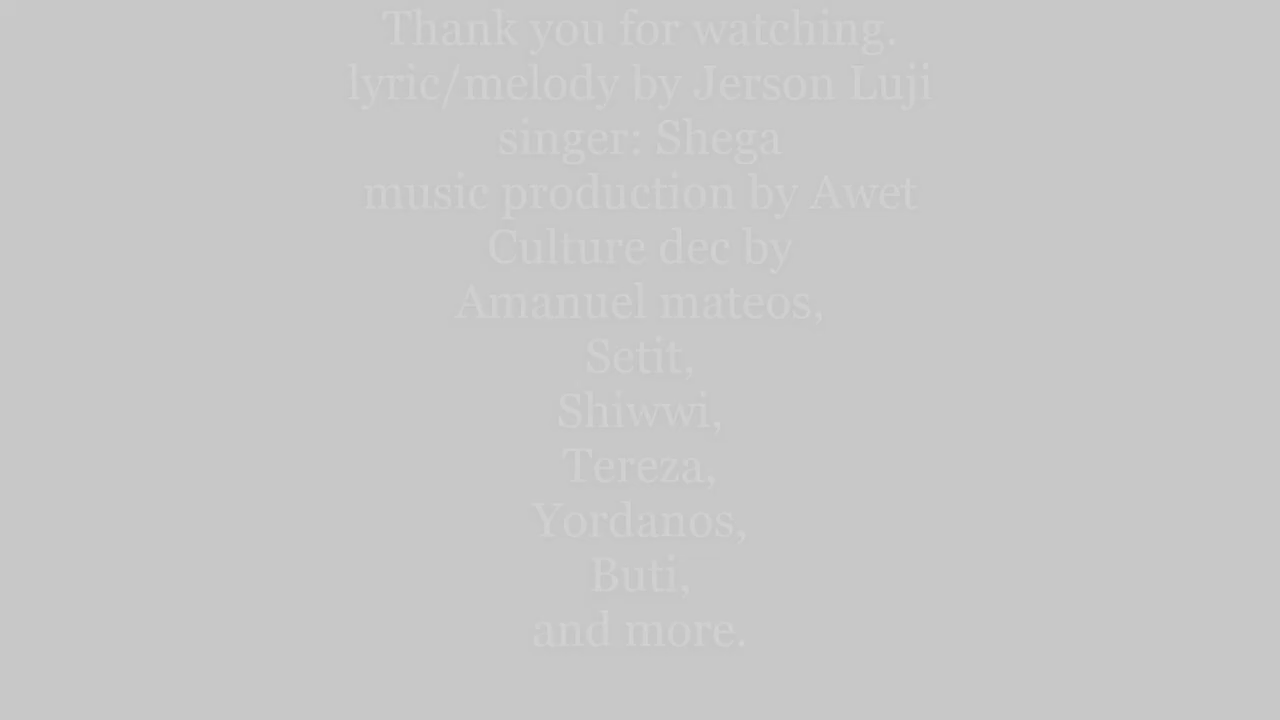 Thank you for watching.
lyric/melody by Jerson Luji
singer: Shega
music production by Awet
Culture dec by
Amanuel mateos,
Setit,
Shiwwi,
Tereza,
Yordanos,
Buti,
and more.